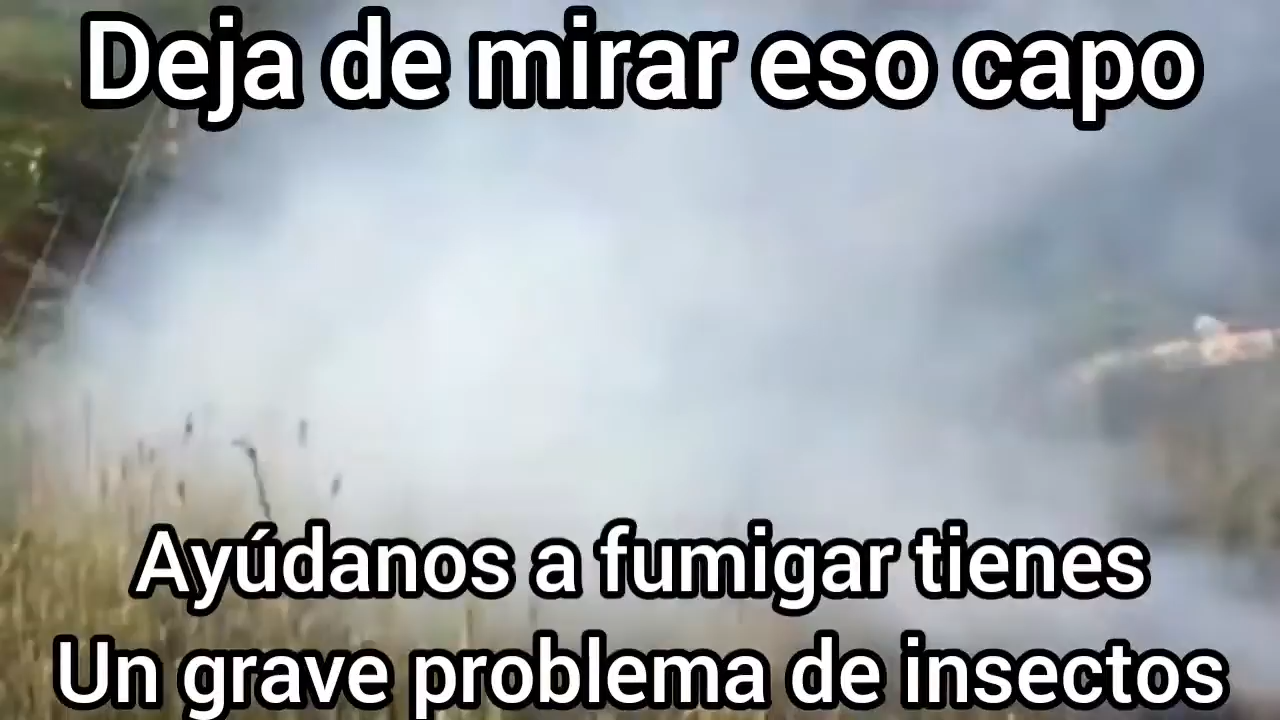 Deja de mirar eso capo
Ayúdanos a fumigar tienes
Un grave problema de insectos